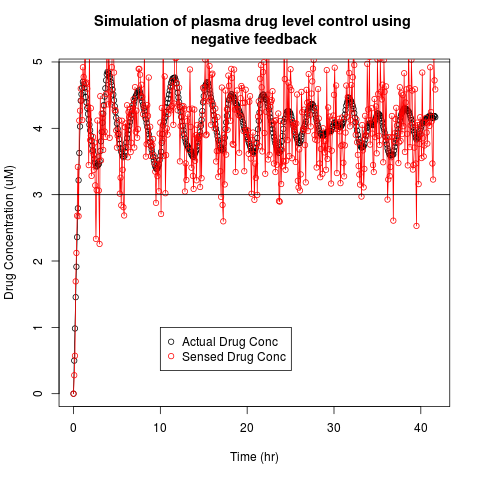 Simulation of plasma drug level control using
negative feedback
Drug Concentration (uM)
5
4
3
2
1
0
Actual Drug Conc
Sensed Drug Conc
0 10 20 30 40
Time (hr)